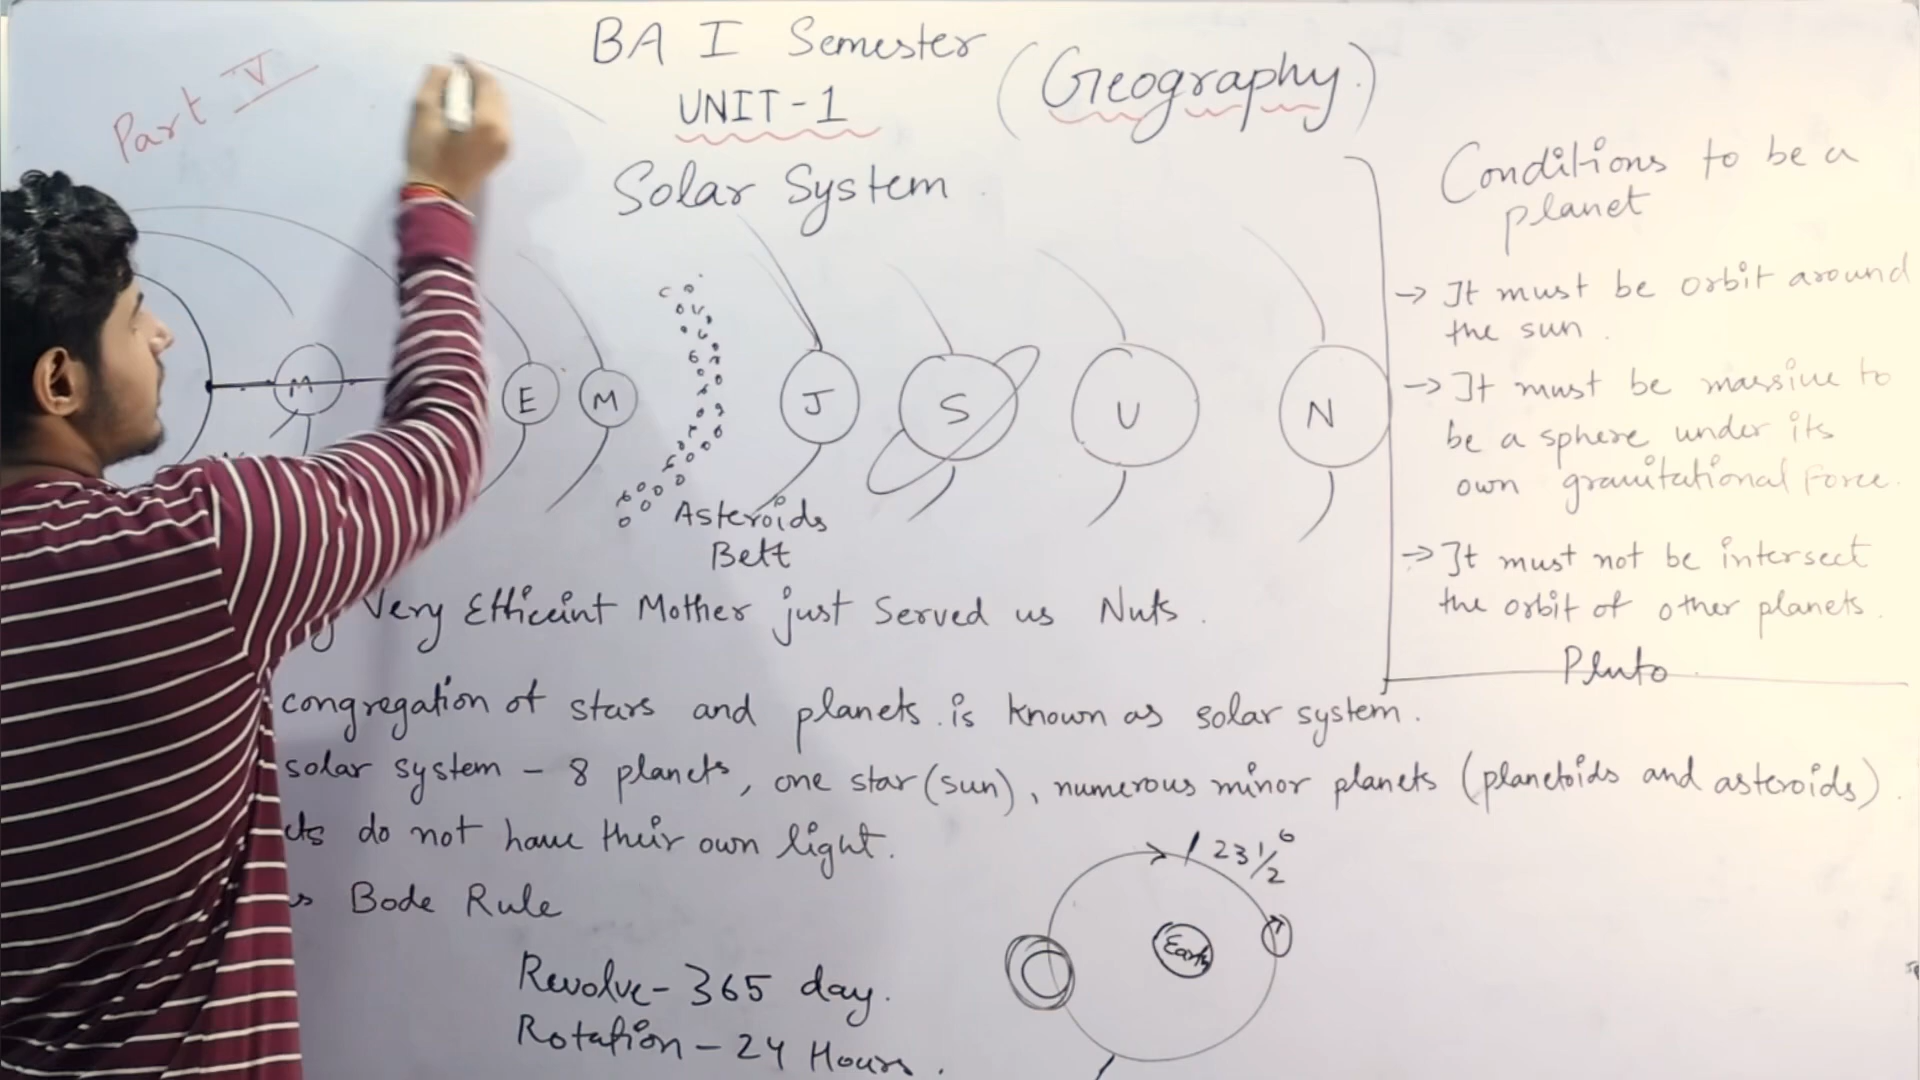 Part V
BA I Semester
UNIT-1
(Geography.)
Solar System
M
E
M
J
S
U
N
Asteroids
Belt
Very Efficeint Mother just Served us Nuts.
congregation of stars and planets is known as solar system.
solar system - 8 planets, one star (sun), numerous minor planets (planetoids and asteroids).
do not have their own light.
Bode Rule
Revolve- 365 day.
Rotation - 24 Hours.
23 1/2°
Earth
Conditions to be a
planet
→ It must be orbit around
the sun.
→ It must be massive to
be a sphere under its
own gravitational Force.
→ It must not be intersect
the orbit of other planets.
Pluto